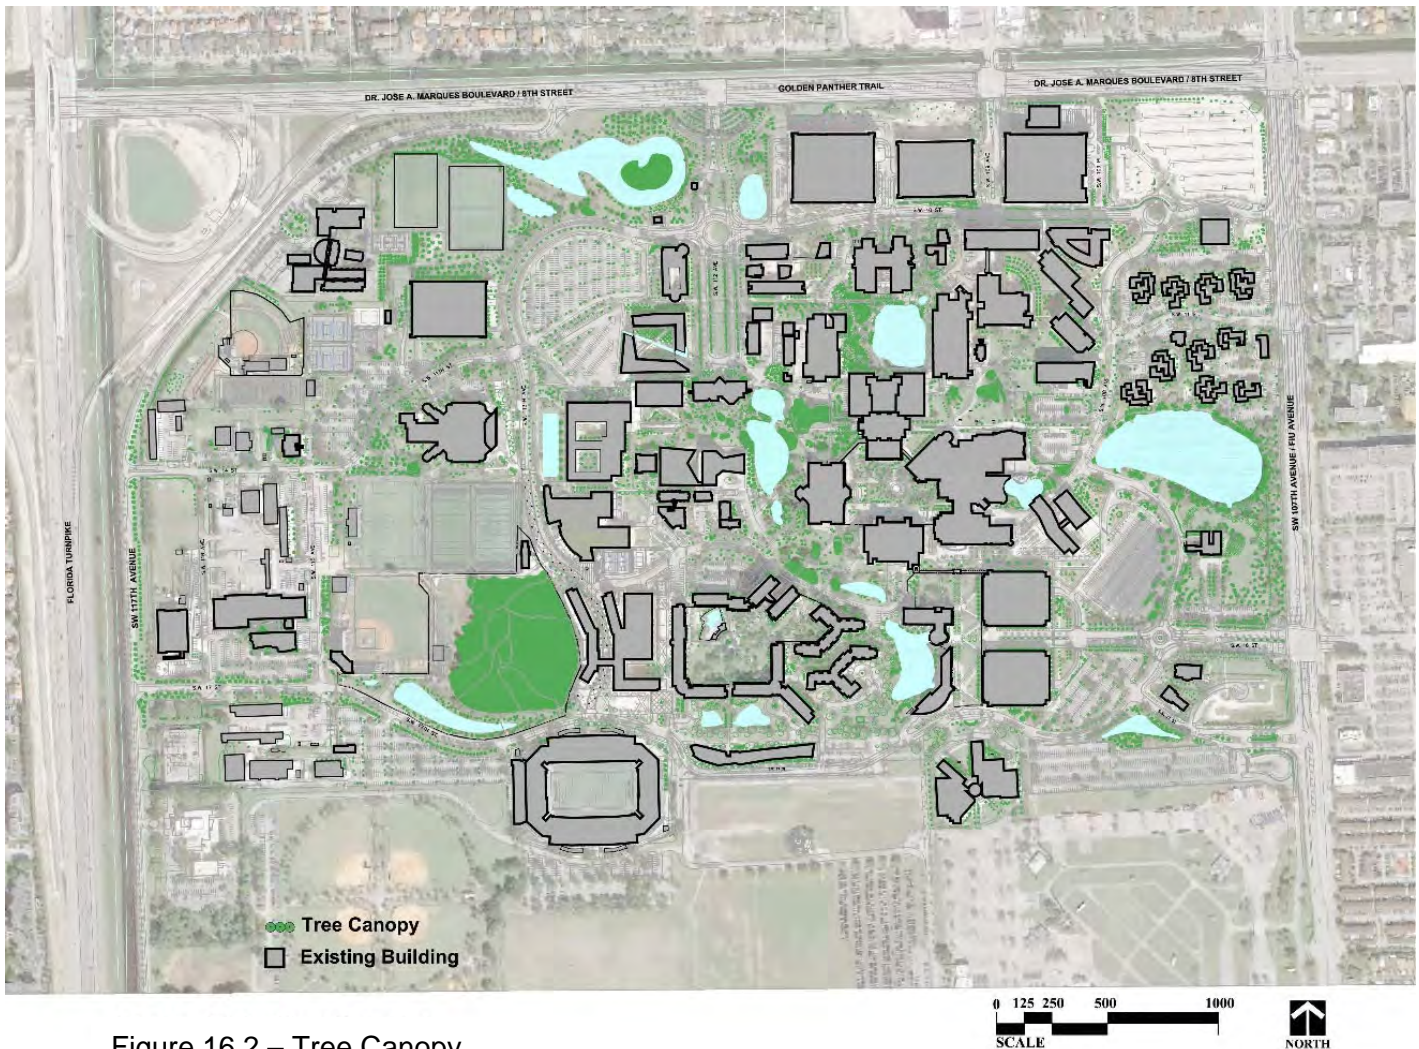 DR. JOSE A. MARQUES BOULEVARD / 8TH STREET
GOLDEN PANTHER TRAIL
DR. JOSE A. MARQUES BOULEVARD / 8TH STREET
S.W. 112 AVE
FLORIDA TURNPIKE
SW 117TH AVENUE
SW 107TH AVENUE / FIU AVENUE
Tree Canopy
Existing Building
0 125 250 500 1000
SCALE
NORTH
Figure 16.2 – Tree Canopy